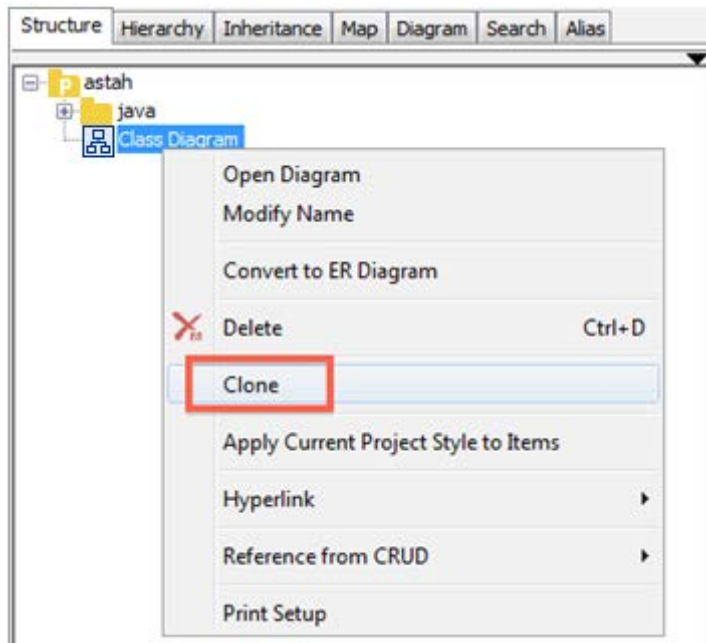 Structure Hierarchy Inheritance Map Diagram Search Alias
astah
java
Class Diagram
Open Diagram
Modify Name
Convert to ER Diagram
Delete Ctrl+D
Clone
Apply Current Project Style to Items
Hyperlink
Reference from CRUD
Print Setup